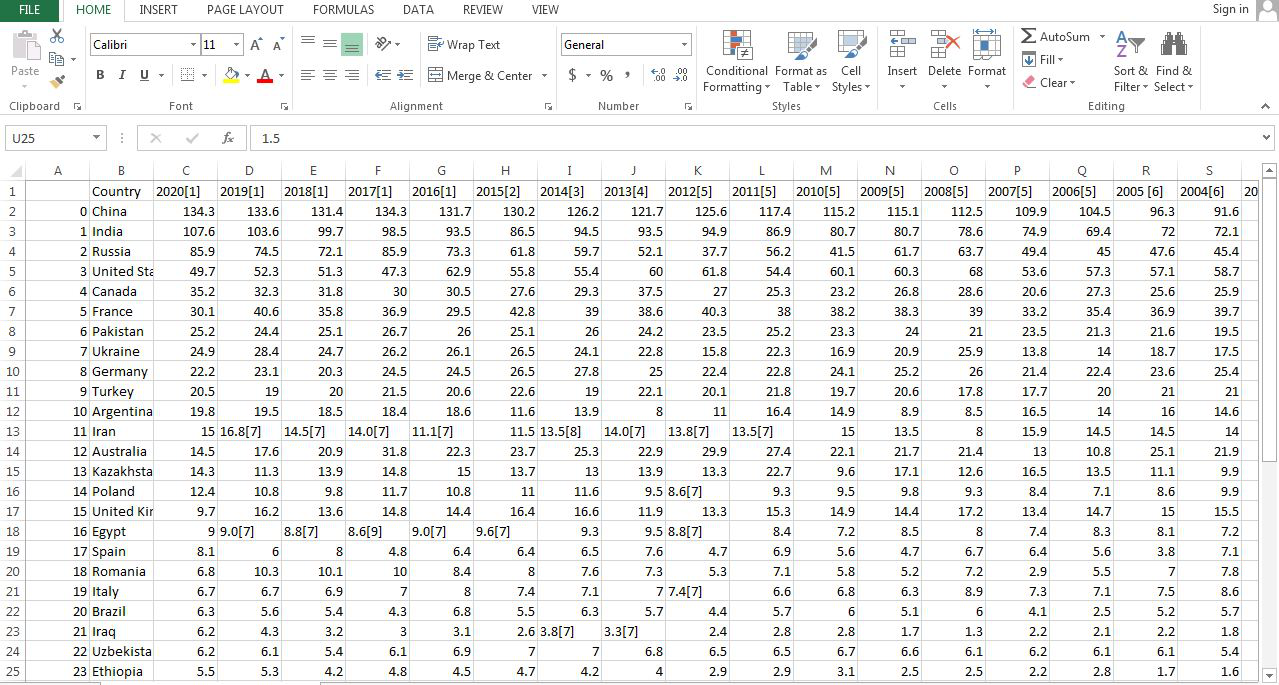 FILE HOME INSERT PAGE LAYOUT FORMULAS DATA REVIEW VIEW Sign in
Paste
Calibri 11 A A
B I U A
Wrap Text
Merge & Center
General
$ % , .0 .00 .00 .0
Conditional Formatting
Format as Table
Cell Styles
Insert Delete Format
AutoSum
Fill
Clear
Sort & Filter
Find & Select
Clipboard Font Alignment Number Styles Cells Editing
U25 fx 1.5
A B C D E F G H I J K L M N O P Q R S
1 Country 2020[1] 2019[1] 2018[1] 2017[1] 2016[1] 2015[2] 2014[3] 2013[4] 2012[5] 2011[5] 2010[5] 2009[5] 2008[5] 2007[5] 2006[5] 2005 [6] 2004[6] 20
2 0 China 134.3 133.6 131.4 134.3 131.7 130.2 126.2 121.7 125.6 117.4 115.2 115.1 112.5 109.9 104.5 96.3 91.6
3 1 India 107.6 103.6 99.7 98.5 93.5 86.5 94.5 93.5 94.9 86.9 80.7 80.7 78.6 74.9 69.4 72 72.1
4 2 Russia 85.9 74.5 72.1 85.9 73.3 61.8 59.7 52.1 37.7 56.2 41.5 61.7 63.7 49.4 45 47.6 45.4
5 3 United Sta 49.7 52.3 51.3 47.3 62.9 55.8 55.4 60 61.8 54.4 60.1 60.3 68 53.6 57.3 57.1 58.7
6 4 Canada 35.2 32.3 31.8 30 30.5 27.6 29.3 37.5 27 25.3 23.2 26.8 28.6 20.6 27.3 25.6 25.9
7 5 France 30.1 40.6 35.8 36.9 29.5 42.8 39 38.6 40.3 38 38.2 38.3 39 33.2 35.4 36.9 39.7
8 6 Pakistan 25.2 24.4 25.1 26.7 26 25.1 26 24.2 23.5 25.2 23.3 24 21 23.5 21.3 21.6 19.5
9 7 Ukraine 24.9 28.4 24.7 26.2 26.1 26.5 24.1 22.8 15.8 22.3 16.9 20.9 25.9 13.8 14 18.7 17.5
10 8 Germany 22.2 23.1 20.3 24.5 24.5 26.5 27.8 25 22.4 22.8 24.1 25.2 26 21.4 22.4 23.6 25.4
11 9 Turkey 20.5 19 20 21.5 20.6 22.6 19 22.1 20.1 21.8 19.7 20.6 17.8 17.7 20 21 21
12 10 Argentina 19.8 19.5 18.5 18.4 18.6 11.6 13.9 8 11 16.4 14.9 8.9 8.5 16.5 14 16 14.6
13 11 Iran 15 16.8[7] 14.5[7] 14.0[7] 11.1[7] 11.5 13.5[8] 14.0[7] 13.8[7] 13.5[7] 15 13.5 8 15.9 14.5 14.5 14
14 12 Australia 14.5 17.6 20.9 31.8 22.3 23.7 25.3 22.9 29.9 27.4 22.1 21.7 21.4 13 10.8 25.1 21.9
15 13 Kazakhsta 14.3 11.3 13.9 14.8 15 13.7 13 13.9 13.3 22.7 9.6 17.1 12.6 16.5 13.5 11.1 9.9
16 14 Poland 12.4 10.8 9.8 11.7 10.8 11 11.6 9.5 8.6[7] 9.3 9.5 9.8 9.3 8.4 7.1 8.6 9.9
17 15 United Kin 9.7 16.2 13.6 14.8 14.4 16.4 16.6 11.9 13.3 15.3 14.9 14.4 17.2 13.4 14.7 15 15.5
18 16 Egypt 9 9.0[7] 8.8[7] 8.6[9] 9.0[7] 9.6[7] 9.3 9.5 8.8[7] 8.4 7.2 8.5 8 7.4 8.3 8.1 7.2
19 17 Spain 8.1 6 8 4.8 6.4 6.4 6.5 7.6 4.7 6.9 5.6 4.7 6.7 6.4 5.6 3.8 7.1
20 18 Romania 6.8 10.3 10.1 10 8.4 8 7.6 7.3 5.3 7.1 5.8 5.2 7.2 2.9 5.5 7 7.8
21 19 Italy 6.7 6.7 6.9 7 8 7.4 7.1 7 7.4[7] 6.6 6.8 6.3 8.9 7.3 7.1 7.5 8.6
22 20 Brazil 6.3 5.6 5.4 4.3 6.8 5.5 6.3 5.7 4.4 5.7 6 5.1 6 4.1 2.5 5.2 5.7
23 21 Iraq 6.2 4.3 3.2 3 3.1 2.6 3.8[7] 3.3[7] 2.4 2.8 2.8 1.7 1.3 2.2 2.1 2.2 1.8
24 22 Uzbekista 6.2 6.1 5.4 6.1 6.9 7 7 6.8 6.5 6.5 6.7 6.6 6.1 6.2 6.1 6.1 5.4
25 23 Ethiopia 5.5 5.3 4.2 4.8 4.5 4.7 4.2 4 2.9 2.9 3.1 2.5 2.5 2.2 2.8 1.7 1.6